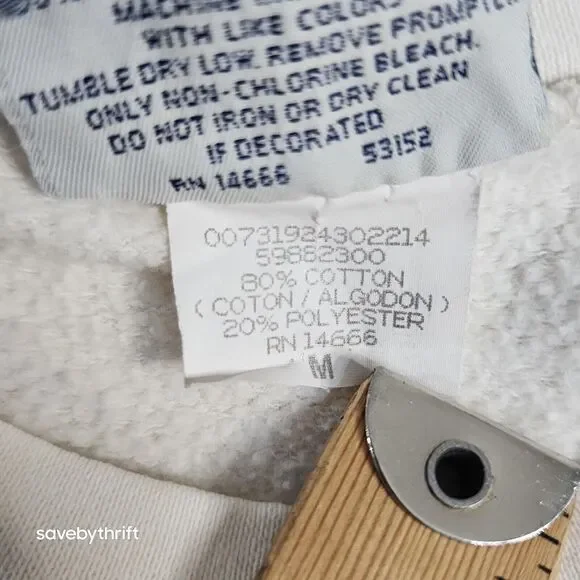 MACHINE
WITH LIKE COLORS
TUMBLE DRY LOW. REMOVE PROMPTLY
ONLY NON-CHLORINE BLEACH.
DO NOT IRON OR DRY CLEAN
IF DECORATED
53152
RN 14666
00731924302214
59882300
80% COTTON
( COTON / ALGODON )
20% POLYESTER
RN 14666
M
savebythrift